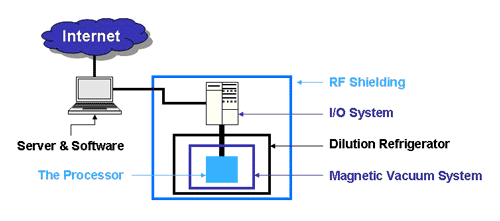 Internet
RF Shielding
I/O System
Server & Software
Dilution Refrigerator
The Processor
Magnetic Vacuum System